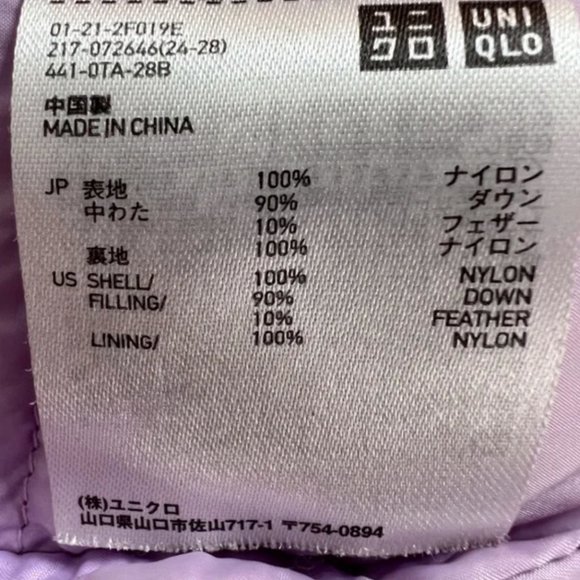 01-21-2F019E
217-072646(24-28)
441-0TA-28B
ユニクロ
UNIQLO
中国製
MADE IN CHINA
JP 表地 100% ナイロン
中わた 90% ダウン
10% フェザー
裏地 100% ナイロン
US SHELL/ 100% NYLON
FILLING/ 90% DOWN
10% FEATHER
LINING/ 100% NYLON
(株)ユニクロ
山口県山口市佐山717-1 〒754-0894